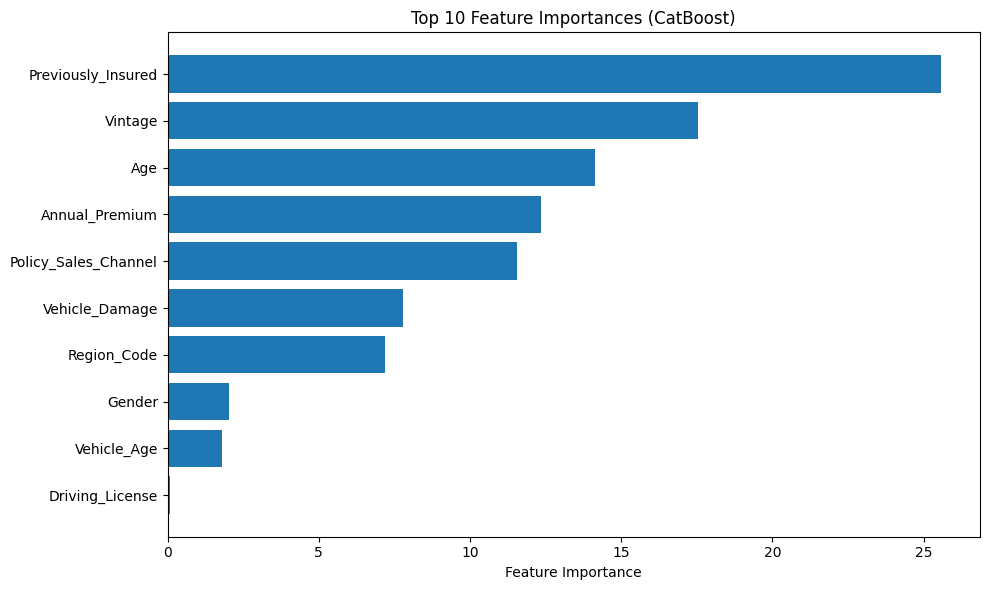 Top 10 Feature Importances (CatBoost)
Previously_Insured
Vintage
Age
Annual_Premium
Policy_Sales_Channel
Vehicle_Damage
Region_Code
Gender
Vehicle_Age
Driving_License
0 5 10 15 20 25
Feature Importance